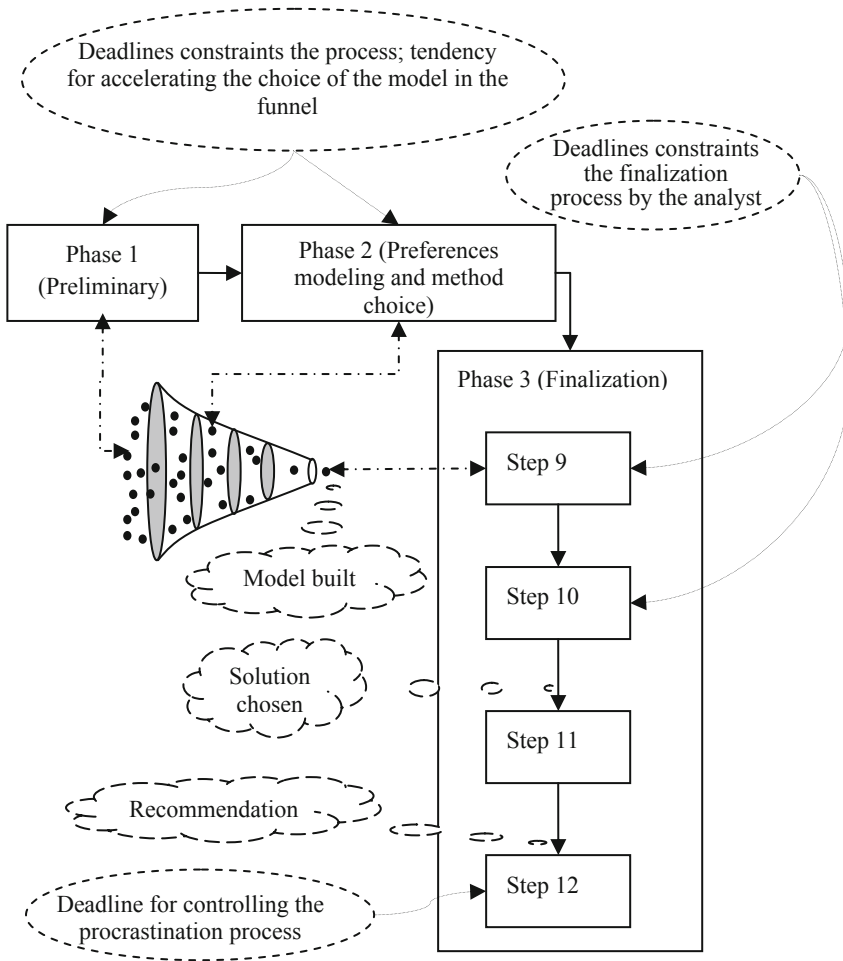 Deadlines constraints the process; tendency
for accelerating the choice of the model in the
funnel
Deadlines constraints
the finalization
process by the analyst
Phase 1
(Preliminary)
Phase 2 (Preferences
modeling and method
choice)
Phase 3 (Finalization)
Step 9
Model built
Step 10
Solution
chosen
Step 11
Recommendation
Step 12
Deadline for controlling the
procrastination process